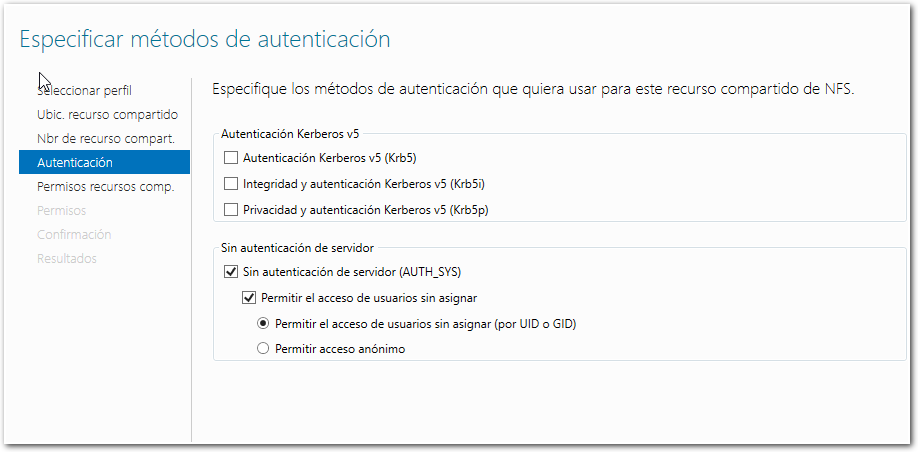 Especificar métodos de autenticación
Seleccionar perfil
Ubic. recurso compartido
Nbr de recurso compart.
Autenticación
Permisos recursos comp.
Permisos
Confirmación
Resultados
Especifique los métodos de autenticación que quiera usar para este recurso compartido de NFS.
Autenticación Kerberos v5
Autenticación Kerberos v5 (Krb5)
Integridad y autenticación Kerberos v5 (Krb5i)
Privacidad y autenticación Kerberos v5 (Krb5p)
Sin autenticación de servidor
Sin autenticación de servidor (AUTH_SYS)
Permitir el acceso de usuarios sin asignar
Permitir el acceso de usuarios sin asignar (por UID o GID)
Permitir acceso anónimo